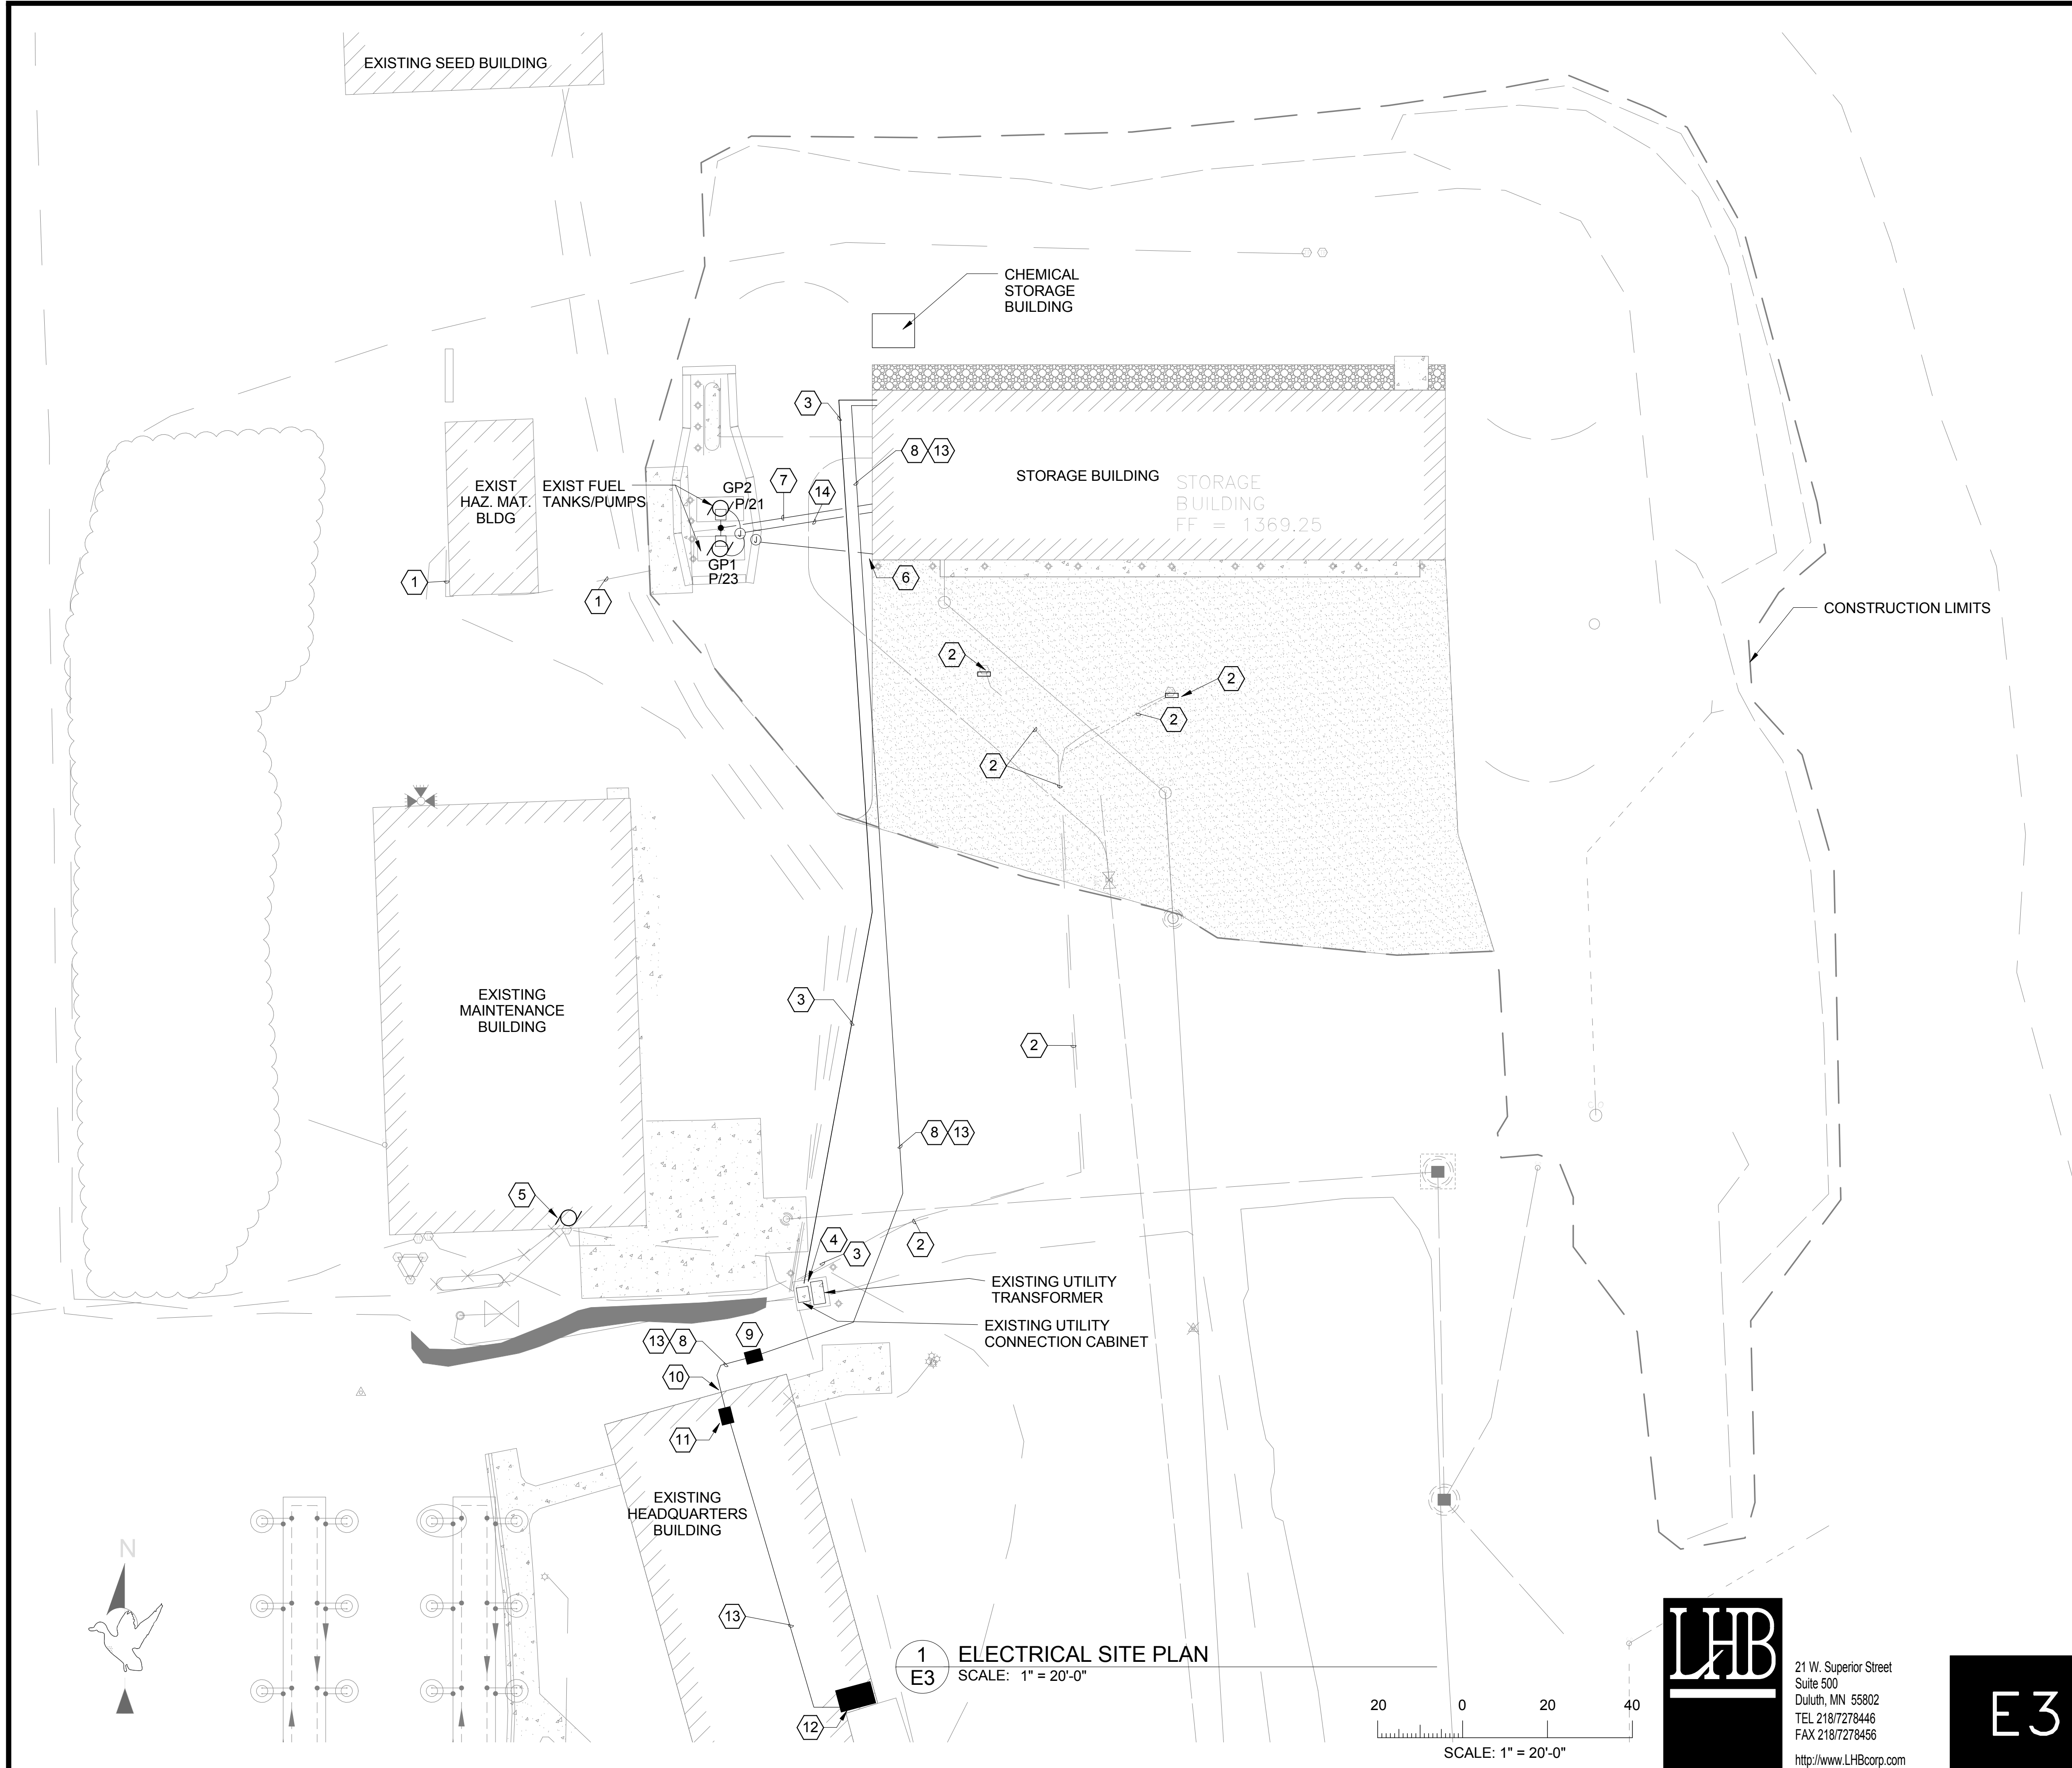 EXISTING SEED BUILDING
CHEMICAL
STORAGE
BUILDING
3
8 13
STORAGE BUILDING
STORAGE
BUILDING
FF = 1369.25
EXIST
HAZ. MAT.
BLDG
EXIST FUEL
TANKS/PUMPS
GP2
P/21
7
14
J
J
GP1
P/23
1
1
6
CONSTRUCTION LIMITS
2
2
2
2
EXISTING
MAINTENANCE
BUILDING
3
2
8 13
5
4
3
2
EXISTING UTILITY
TRANSFORMER
EXISTING UTILITY
CONNECTION CABINET
13 8
9
10
11
EXISTING
HEADQUARTERS
BUILDING
N
13
12
1
E3
ELECTRICAL SITE PLAN
SCALE: 1" = 20'-0"
20 0 20 40
SCALE: 1" = 20'-0"
LHB
21 W. Superior Street
Suite 500
Duluth, MN 55802
TEL 218/7278446
FAX 218/7278456
http://www.LHBcorp.com
E3